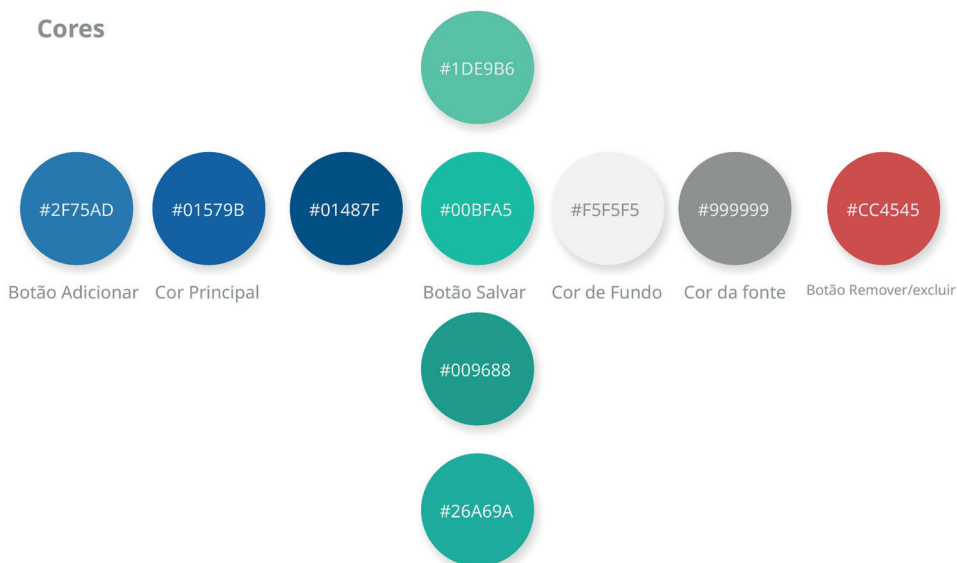 Cores
#1DE9B6
#2F75AD #01579B #01487F #00BFA5 #F5F5F5 #999999 #CC4545
Botão Adicionar Cor Principal Botão Salvar Cor de Fundo Cor da fonte Botão Remover/excluir
#009688
#26A69A